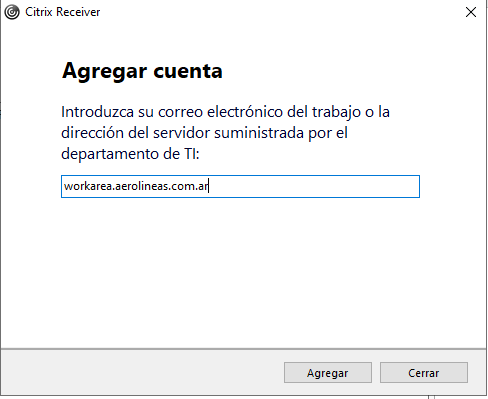 Citrix Receiver
Agregar cuenta
Introduzca su correo electrónico del trabajo o la
dirección del servidor suministrada por el
departamento de TI:
workarea.aerolineas.com.ar
Agregar
Cerrar